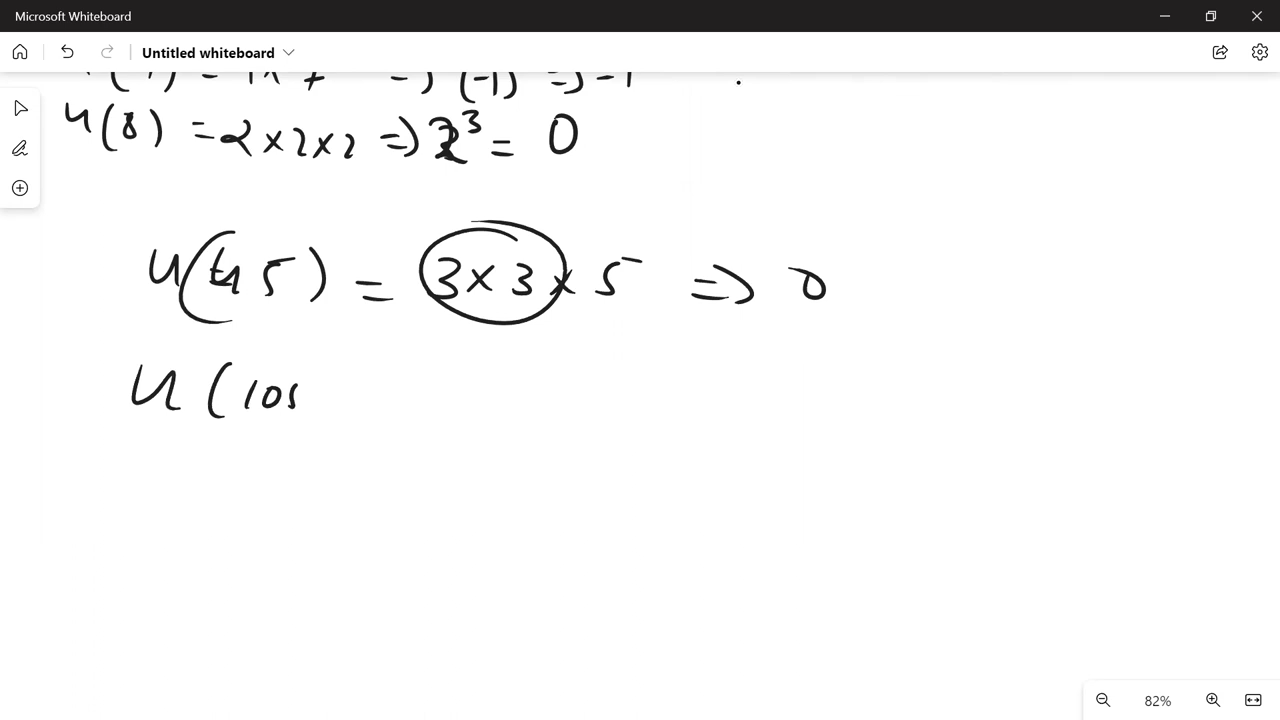 Microsoft Whiteboard
Untitled whiteboard
u(8) = 2×2×2 => 2³ = 0
u(45) = 3×3×5 => 0
u(105
82%